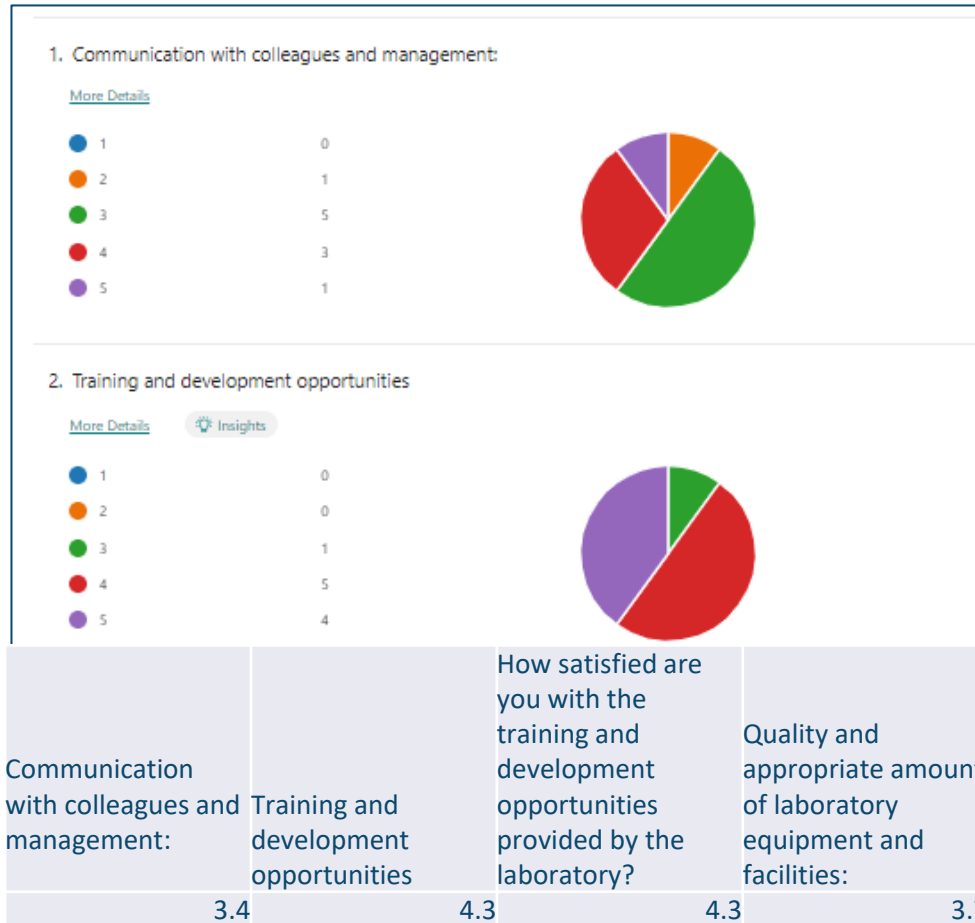 1. Communication with colleagues and management:
More Details
1 0
2 1
3 5
4 3
5 1
2. Training and development opportunities
More Details
Insights
1 0
2 0
3 1
4 5
5 4
Communication
with colleagues and
management:
Training and
development
opportunities
How satisfied are
you with the
training and
development
opportunities
provided by the
laboratory?
Quality and
appropriate amount
of laboratory
equipment and
facilities:
3.4 4.3 4.3